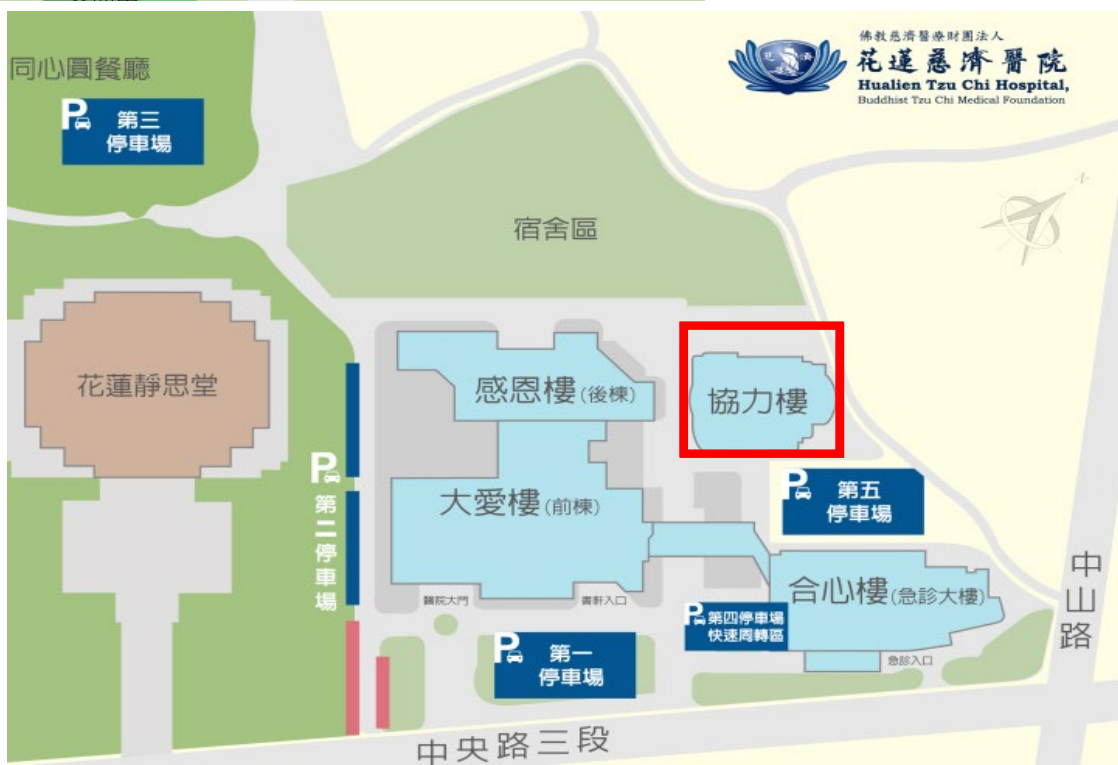 佛教慈濟醫療財團法人
花蓮慈濟醫院
Hualien Tzu Chi Hospital,
Buddhist Tzu Chi Medical Foundation
同心圓餐廳
P 第三
停車場
宿舍區
花蓮靜思堂
感恩樓(後棟)
協力樓
P
第二停車場
大愛樓(前棟)
P 第五
停車場
合心樓(急診大樓)
中山路
醫院大門
書軒入口
P 第四停車場
快速周轉區
P 第一
停車場
急診入口
中央路三段